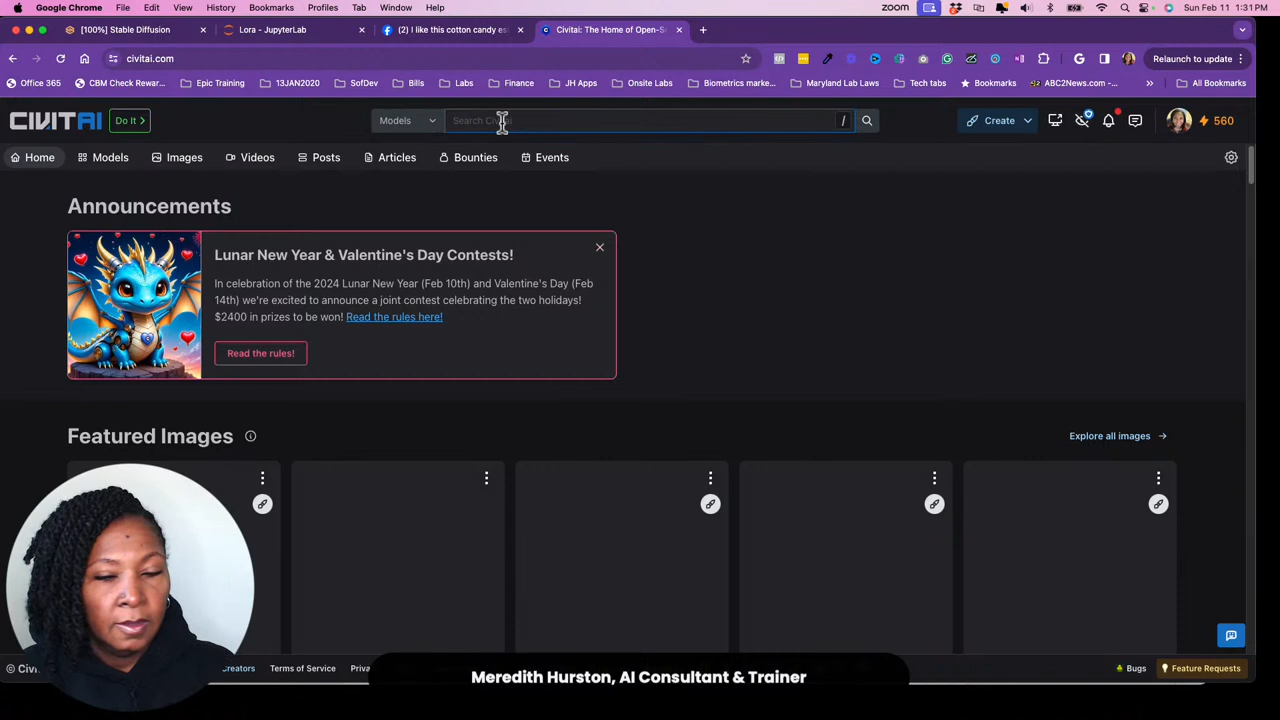 Google Chrome File Edit View History Bookmarks Profiles Tab Window Help zoom Sun Feb 11 1:31 PM
[100%] Stable Diffusion Lora - JupyterLab (2) I like this cotton candy es Civitai: The Home of Open-S
civitai.com Relaunch to update
Office 365 CBM Check Rewar... Epic Training 13JAN2020 SofDev Bills Labs Finance JH Apps Onsite Labs Biometrics marke... Maryland Lab Laws Tech tabs Bookmarks ABC2News.com -... All Bookmarks
CIVITAI Do It Models Search Civitai / Create 560
Home Models Images Videos Posts Articles Bounties Events
Announcements
Lunar New Year & Valentine's Day Contests!
In celebration of the 2024 Lunar New Year (Feb 10th) and Valentine's Day (Feb
14th) we're excited to announce a joint contest celebrating the two holidays!
$2400 in prizes to be won! Read the rules here!
Read the rules!
Featured Images Explore all images
© Creators Terms of Service Bugs Feature Requests
Meredith Hurston, AI Consultant & Trainer